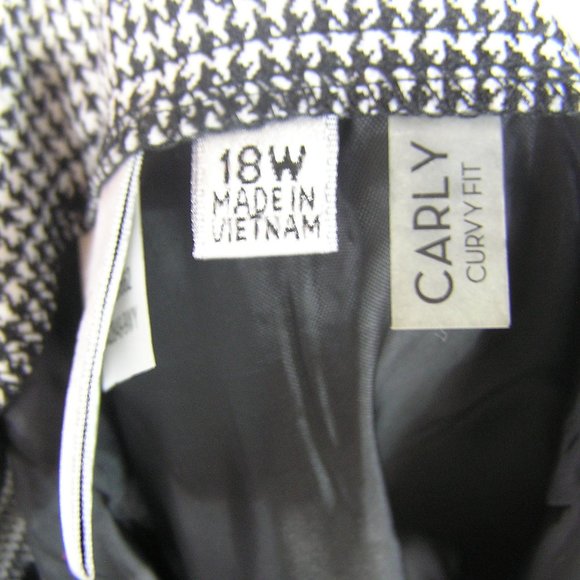 18W
MADE IN
VIETNAM
CARLY
CURVY FIT